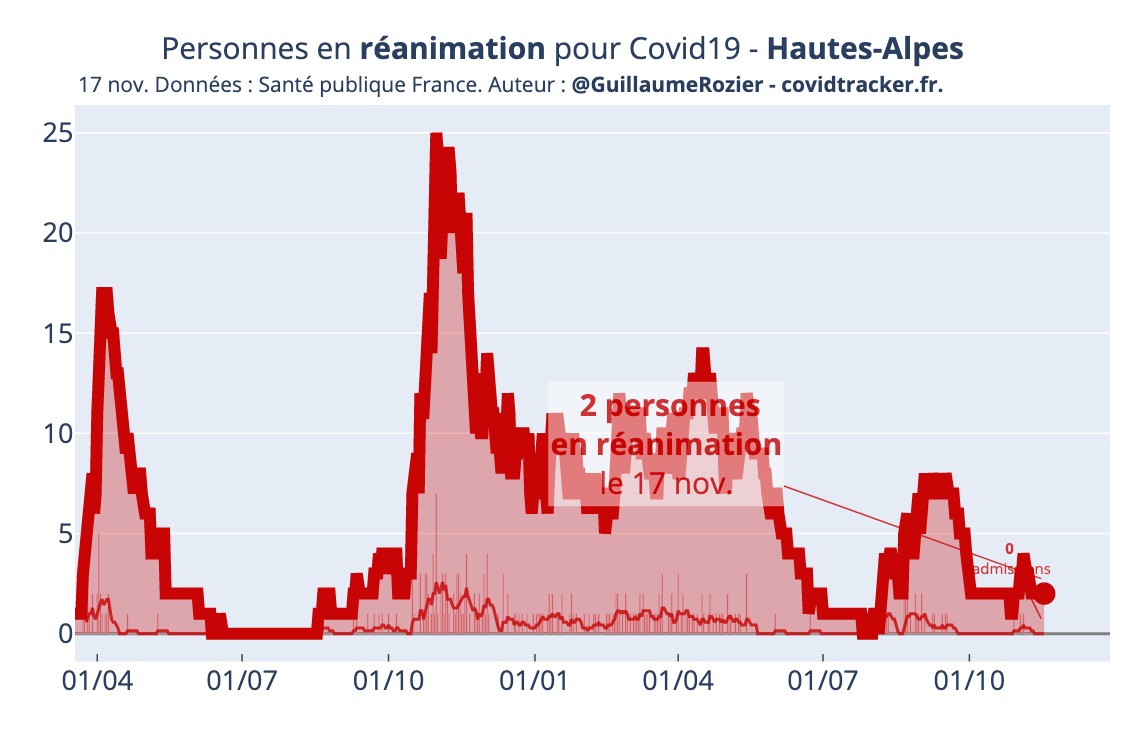 Personnes en réanimation pour Covid19 - Hautes-Alpes
17 nov. Données : Santé publique France. Auteur : @GuillaumeRozier - covidtracker.fr.
25
20
15
10
5
0
2 personnes
en réanimation
le 17 nov.
0
admissions
01/04 01/07 01/10 01/01 01/04 01/07 01/10